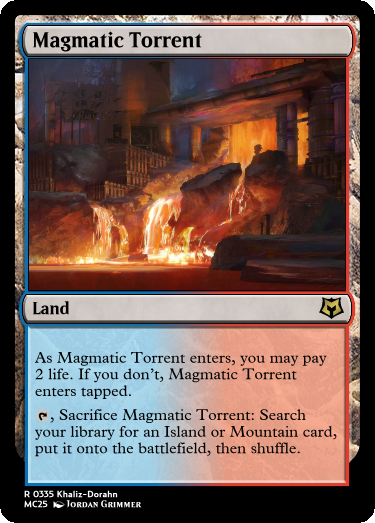 Magmatic Torrent
Land
As Magmatic Torrent enters, you may pay
2 life. If you don't, Magmatic Torrent
enters tapped.
, Sacrifice Magmatic Torrent: Search
your library for an Island or Mountain card,
put it onto the battlefield, then shuffle.
R 0335 Khaliz-Dorahn
MC25 Jordan Grimmer